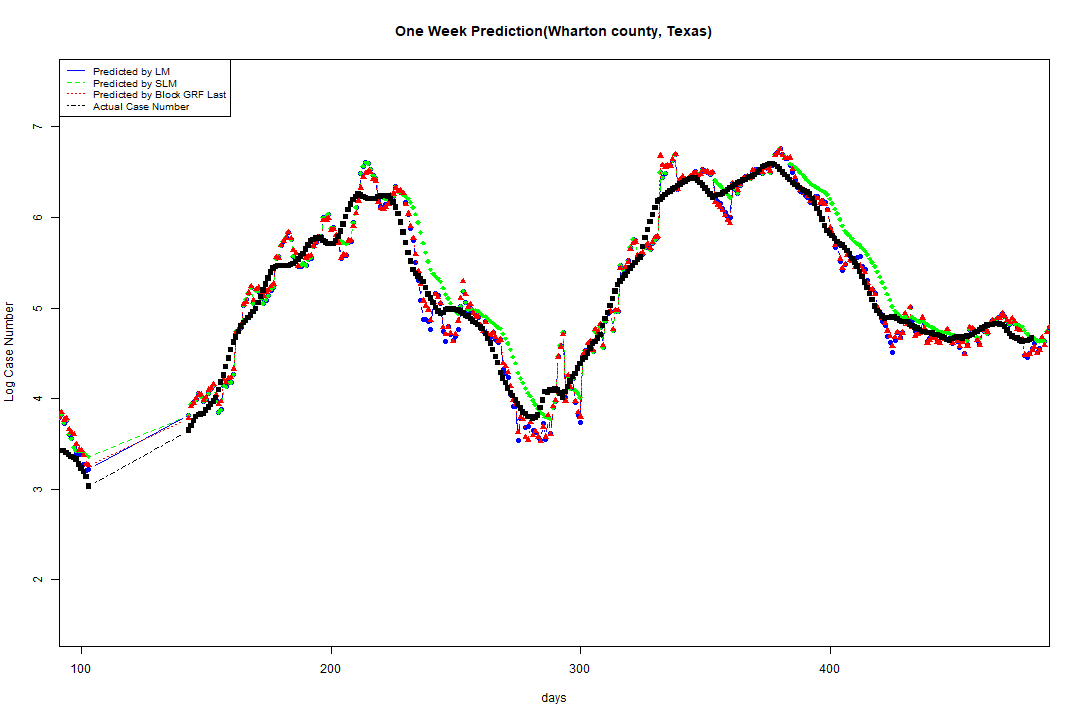 One Week Prediction(Wharton county, Texas)
Predicted by LM
Predicted by SLM
Predicted by Block GRF Last
Actual Case Number
7
6
5
4
3
2
Log Case Number
100 200 300 400
days